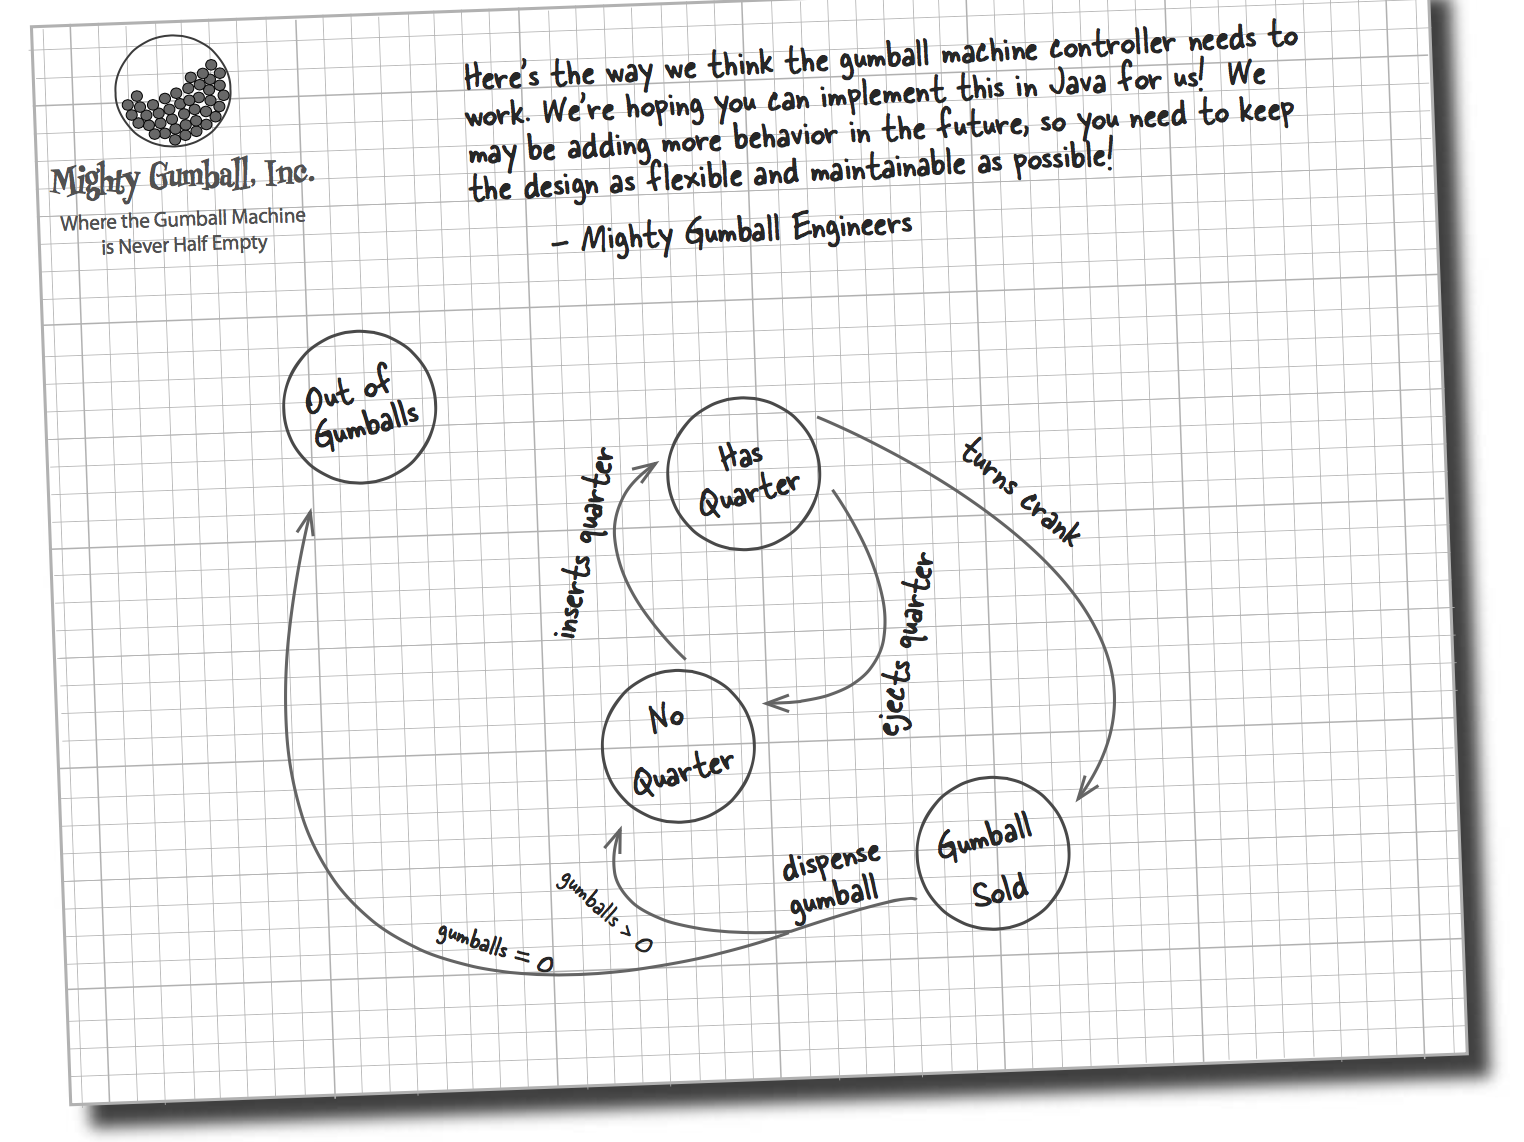 Here's the way we think the gumball machine controller needs to
work. We're hoping you can implement this in Java for us! We
may be adding more behavior in the future, so you need to keep
the design as flexible and maintainable as possible!
– Mighty Gumball Engineers
Mighty Gumball, Inc.
Where the Gumball Machine
is Never Half Empty
Out of
Gumballs
Has
Quarter
turns crank
inserts quarter
ejects quarter
No
Quarter
Gumball
Sold
dispense
gumball
gumballs > 0
gumballs = 0